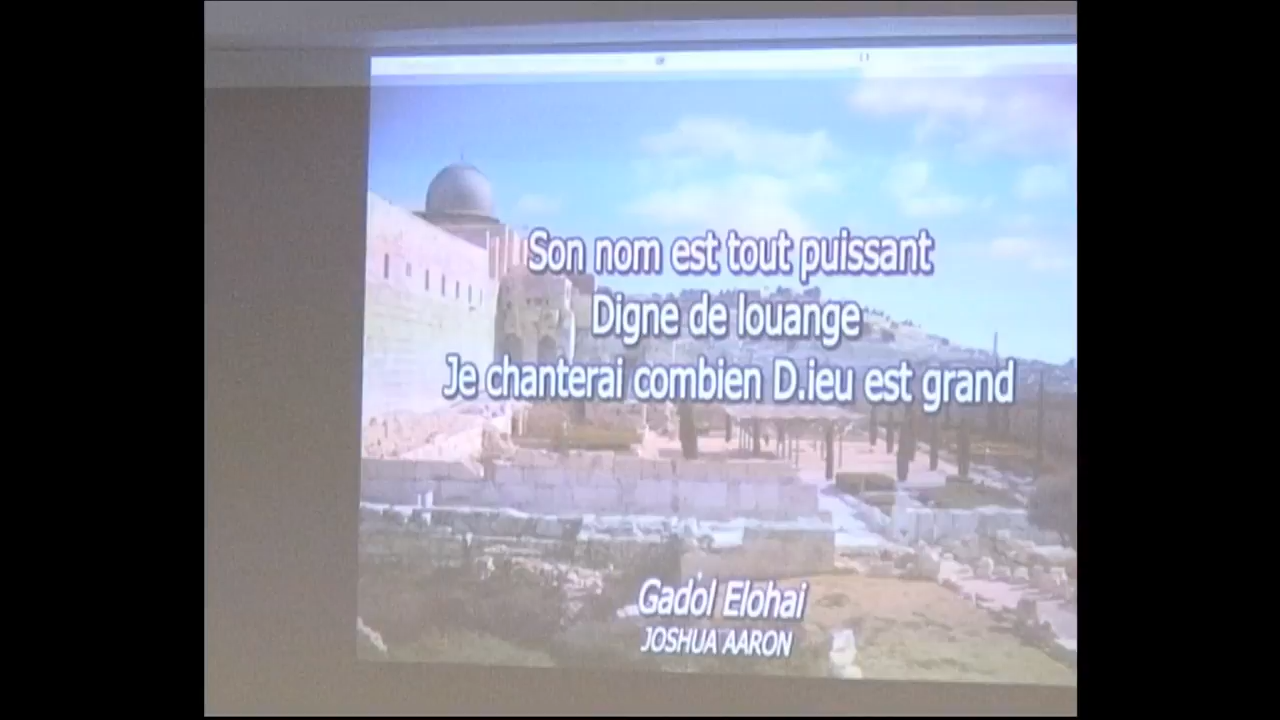 Son nom est tout puissant
Digne de louange
Je chanterai combien D.ieu est grand
Gadol Elohai
JOSHUA AARON